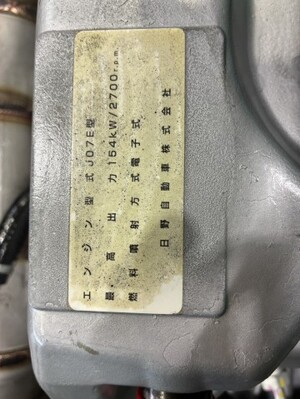 エンジン型式 J07E型
最高出力 154kW/2700r.p.m.
燃料噴射方式 電子式
日野自動車株式会社